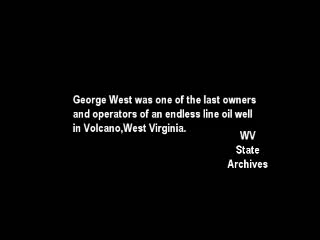 George West was one of the last owners
and operators of an endless line oil well
in Volcano,West Virginia.
WV
State
Archives